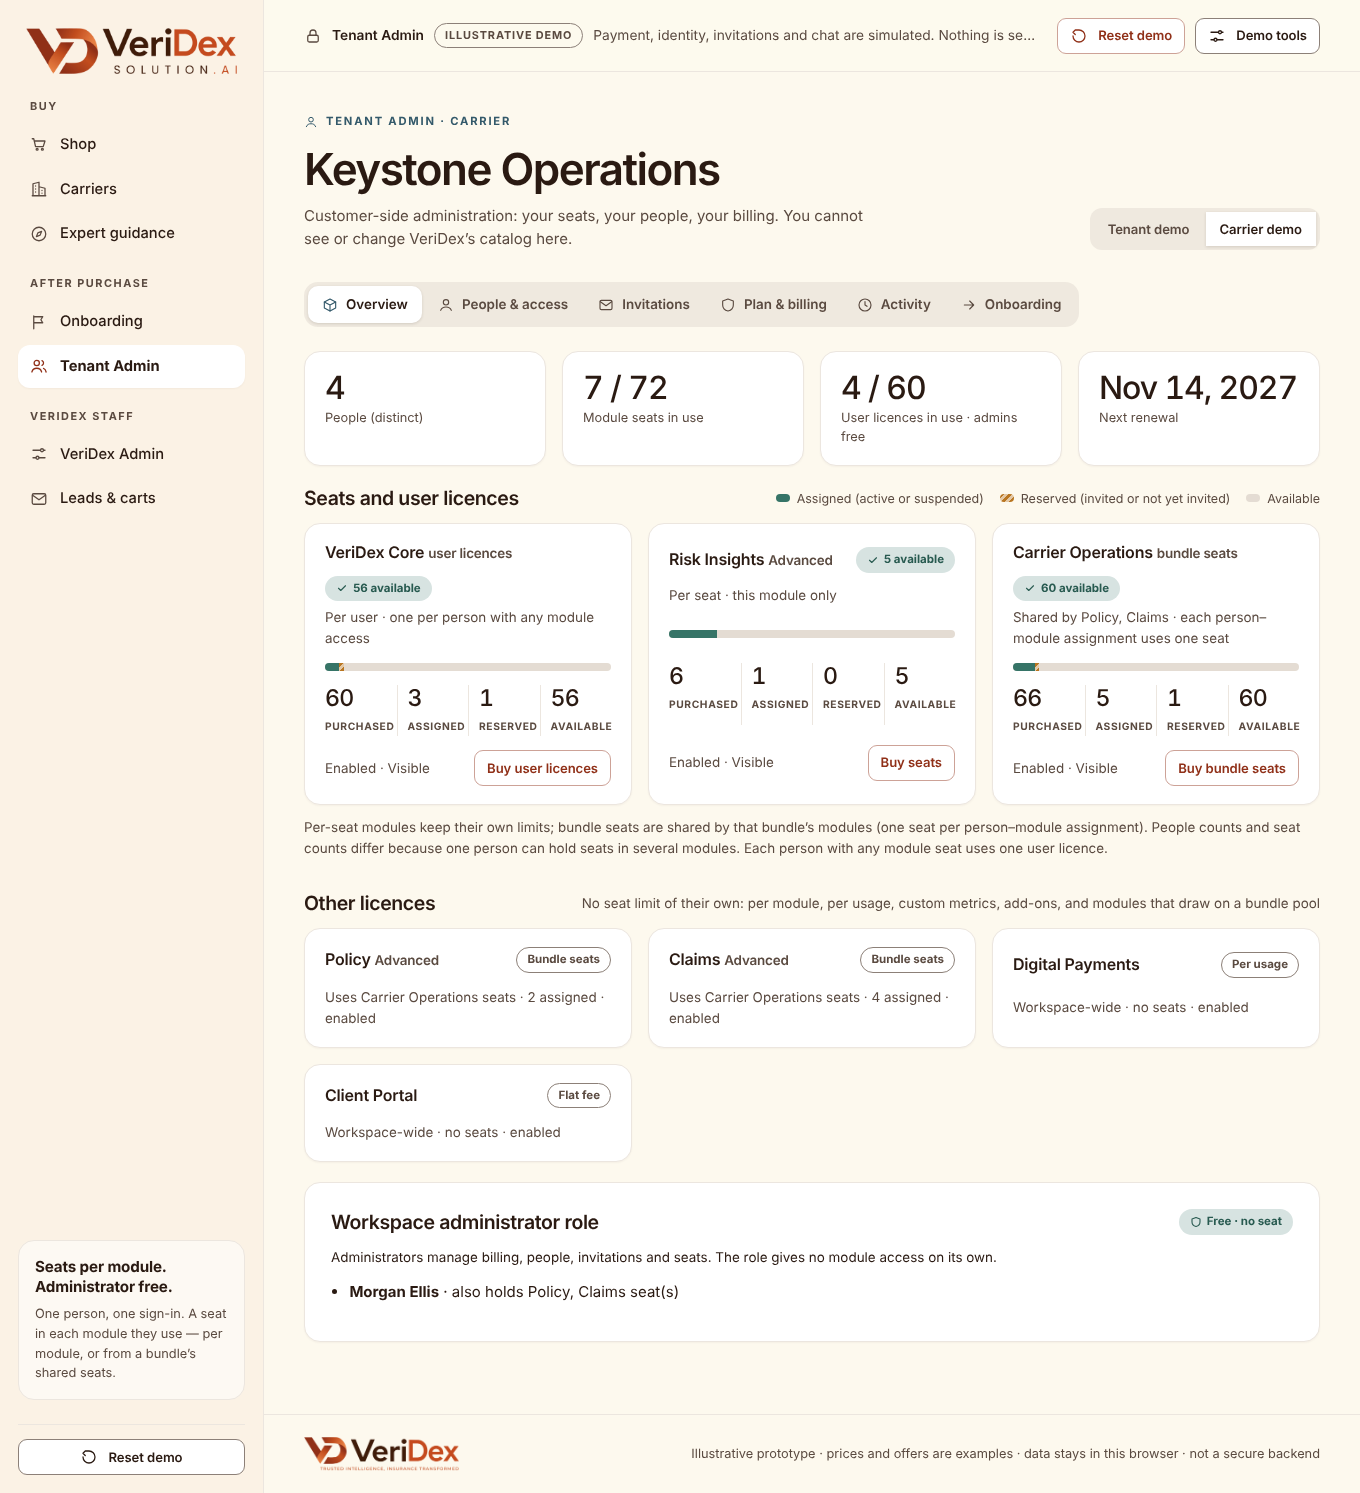 VeriDex
SOLUTION.AI
BUY
Shop
Carriers
Expert guidance
AFTER PURCHASE
Onboarding
Tenant Admin
VERIDEX STAFF
VeriDex Admin
Leads & carts
Seats per module.
Administrator free.
One person, one sign-in. A seat
in each module they use — per
module, or from a bundle’s
shared seats.
Reset demo
Tenant Admin ILLUSTRATIVE DEMO Payment, identity, invitations and chat are simulated. Nothing is se... Reset demo Demo tools
TENANT ADMIN · CARRIER
Keystone Operations
Customer-side administration: your seats, your people, your billing. You cannot
see or change VeriDex’s catalog here.
Tenant demo Carrier demo
Overview People & access Invitations Plan & billing Activity Onboarding
4
People (distinct)
7 / 72
Module seats in use
4 / 60
User licences in use · admins
free
Nov 14, 2027
Next renewal
Seats and user licences
Assigned (active or suspended) Reserved (invited or not yet invited) Available
VeriDex Core user licences
56 available
Per user · one per person with any module
access
60 3 1 56
PURCHASED ASSIGNED RESERVED AVAILABLE
Enabled · Visible Buy user licences
Risk Insights Advanced 5 available
Per seat · this module only
6 1 0 5
PURCHASED ASSIGNED RESERVED AVAILABLE
Enabled · Visible Buy seats
Carrier Operations bundle seats
60 available
Shared by Policy, Claims · each person–
module assignment uses one seat
66 5 1 60
PURCHASED ASSIGNED RESERVED AVAILABLE
Enabled · Visible Buy bundle seats
Per-seat modules keep their own limits; bundle seats are shared by that bundle’s modules (one seat per person–module assignment). People counts and seat
counts differ because one person can hold seats in several modules. Each person with any module seat uses one user licence.
Other licences
No seat limit of their own: per module, per usage, custom metrics, add-ons, and modules that draw on a bundle pool
Policy Advanced Bundle seats
Uses Carrier Operations seats · 2 assigned ·
enabled
Claims Advanced Bundle seats
Uses Carrier Operations seats · 4 assigned ·
enabled
Digital Payments Per usage
Workspace-wide · no seats · enabled
Client Portal Flat fee
Workspace-wide · no seats · enabled
Workspace administrator role Free · no seat
Administrators manage billing, people, invitations and seats. The role gives no module access on its own.
• Morgan Ellis · also holds Policy, Claims seat(s)
VeriDex
TRUSTED INTELLIGENCE. INSURANCE TRANSFORMED
Illustrative prototype · prices and offers are examples · data stays in this browser · not a secure backend